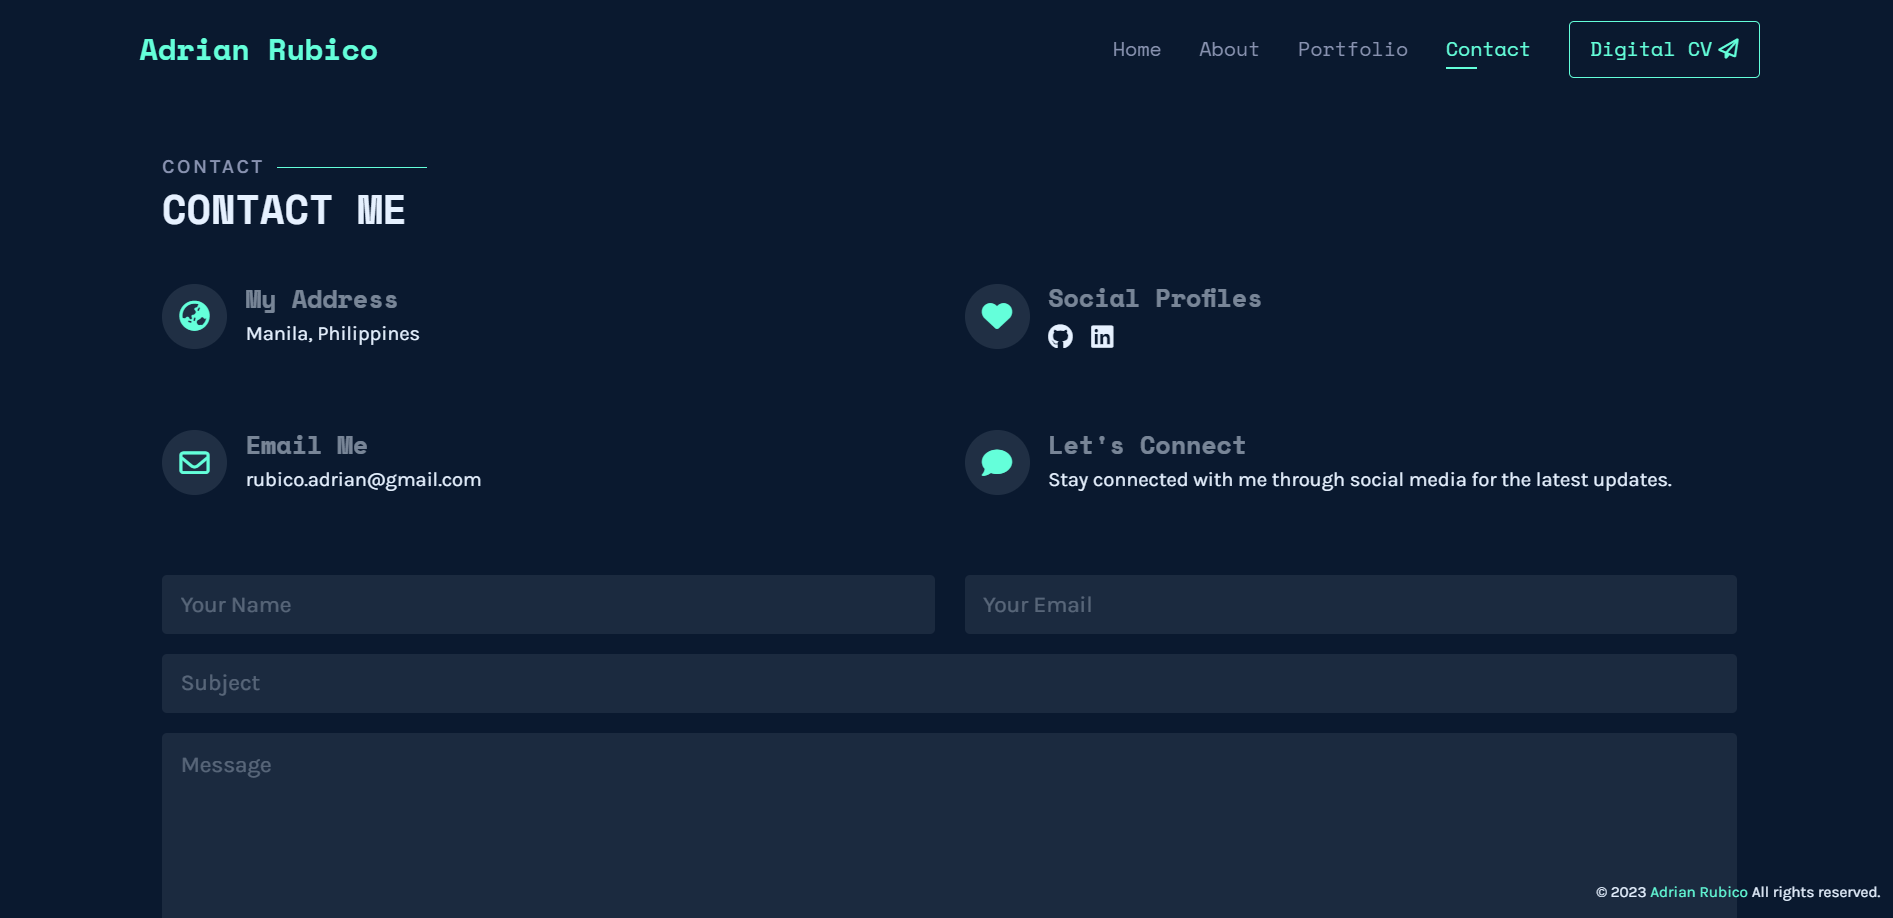 Adrian Rubico
Home About Portfolio Contact Digital CV
CONTACT
CONTACT ME
My Address
Manila, Philippines
Social Profiles
Email Me
rubico.adrian@gmail.com
Let's Connect
Stay connected with me through social media for the latest updates.
Your Name
Your Email
Subject
Message
© 2023 Adrian Rubico All rights reserved.